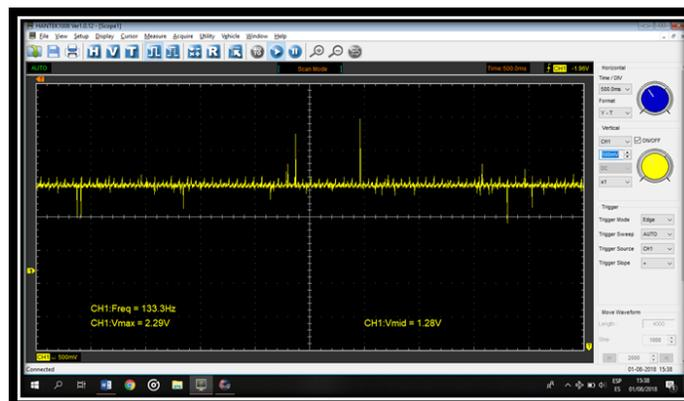 HANTEK1008 Ver1.0.12 - [Scope1]
File View Setup Display Cursor Measure Acquire Utility Vehicle Window Help
H V T R
AUTO
Scan Mode
Time:500.0ms
CH1 -1.96V
CH1:Freq = 133.3Hz
CH1:Vmax = 2.29V
CH1:Vmid = 1.28V
CH1 500mV
Horizontal
Time / DIV
500.0ms
Format
Y - T
Vertical
CH1 ON/OFF
500mV
DC
x1
Trigger
Trigger Mode Edge
Trigger Sweep AUTO
Trigger Source CH1
Trigger Slope +
Move Waveform
Length : 4000
Step 1000
2000
Connected
01-08-2018 15:38
ESP
ES
15:38
01/08/2018